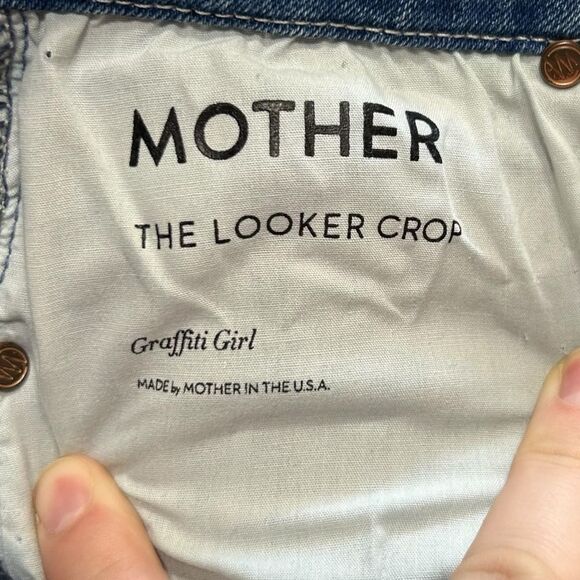 MOTHER
THE LOOKER CROP
Graffiti Girl
MADE by MOTHER IN THE U.S.A.